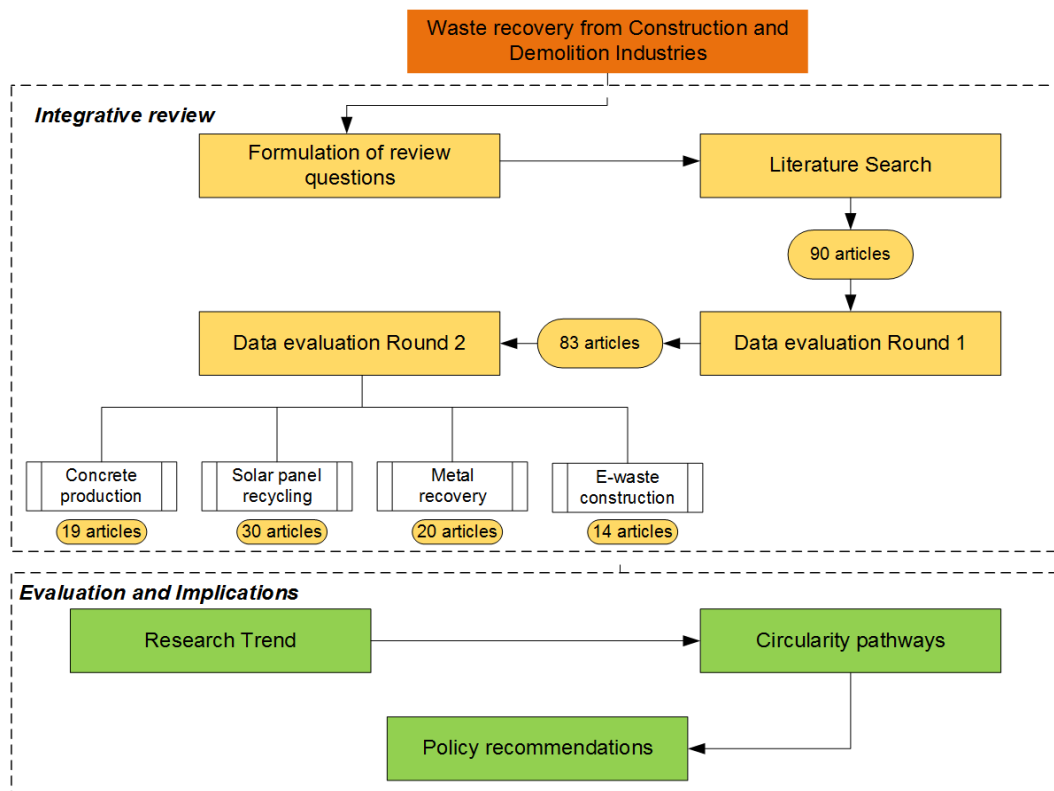 Waste recovery from Construction and
Demolition Industries
Integrative review
Formulation of review
questions
Literature Search
90 articles
Data evaluation Round 2
83 articles
Data evaluation Round 1
Concrete
production
Solar panel
recycling
Metal
recovery
E-waste
construction
19 articles
30 articles
20 articles
14 articles
Evaluation and Implications
Research Trend
Circularity pathways
Policy recommendations